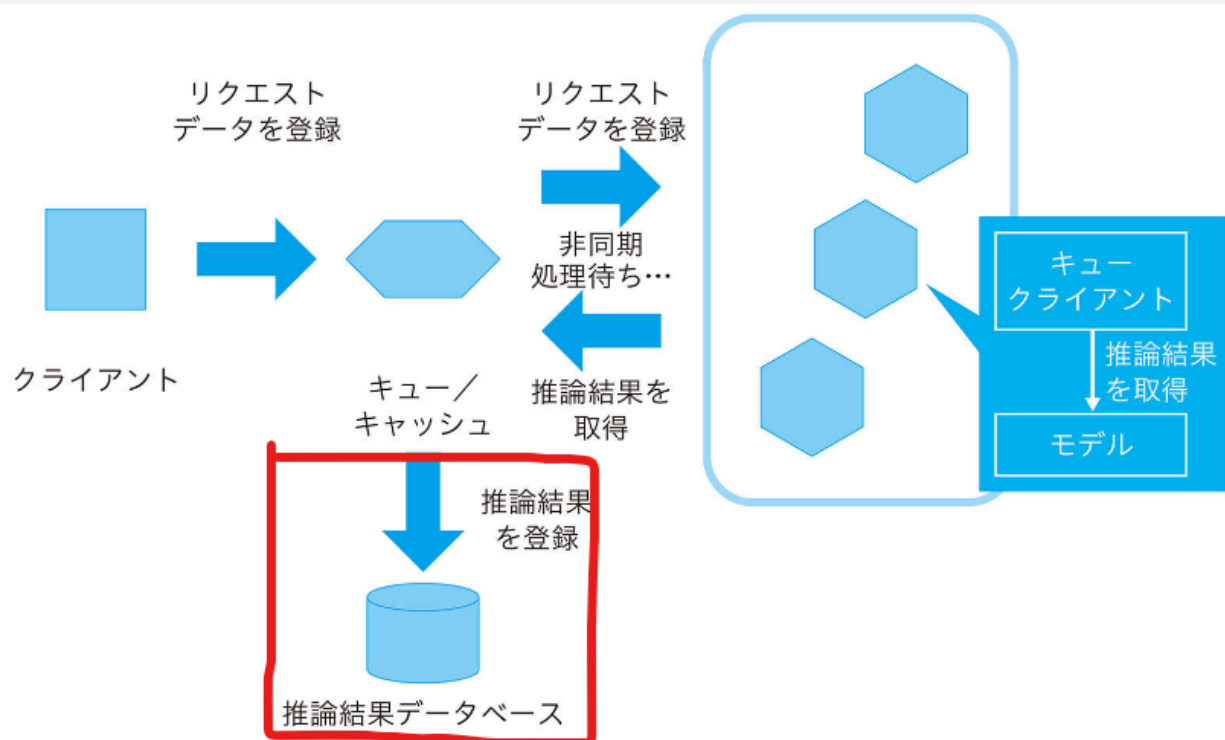 リクエスト
データを登録
リクエスト
データを登録
非同期
処理待ち…
キュー
クライアント
推論結果
を取得
モデル
クライアント
キュー／
キャッシュ
推論結果を
取得
推論結果
を登録
推論結果データベース